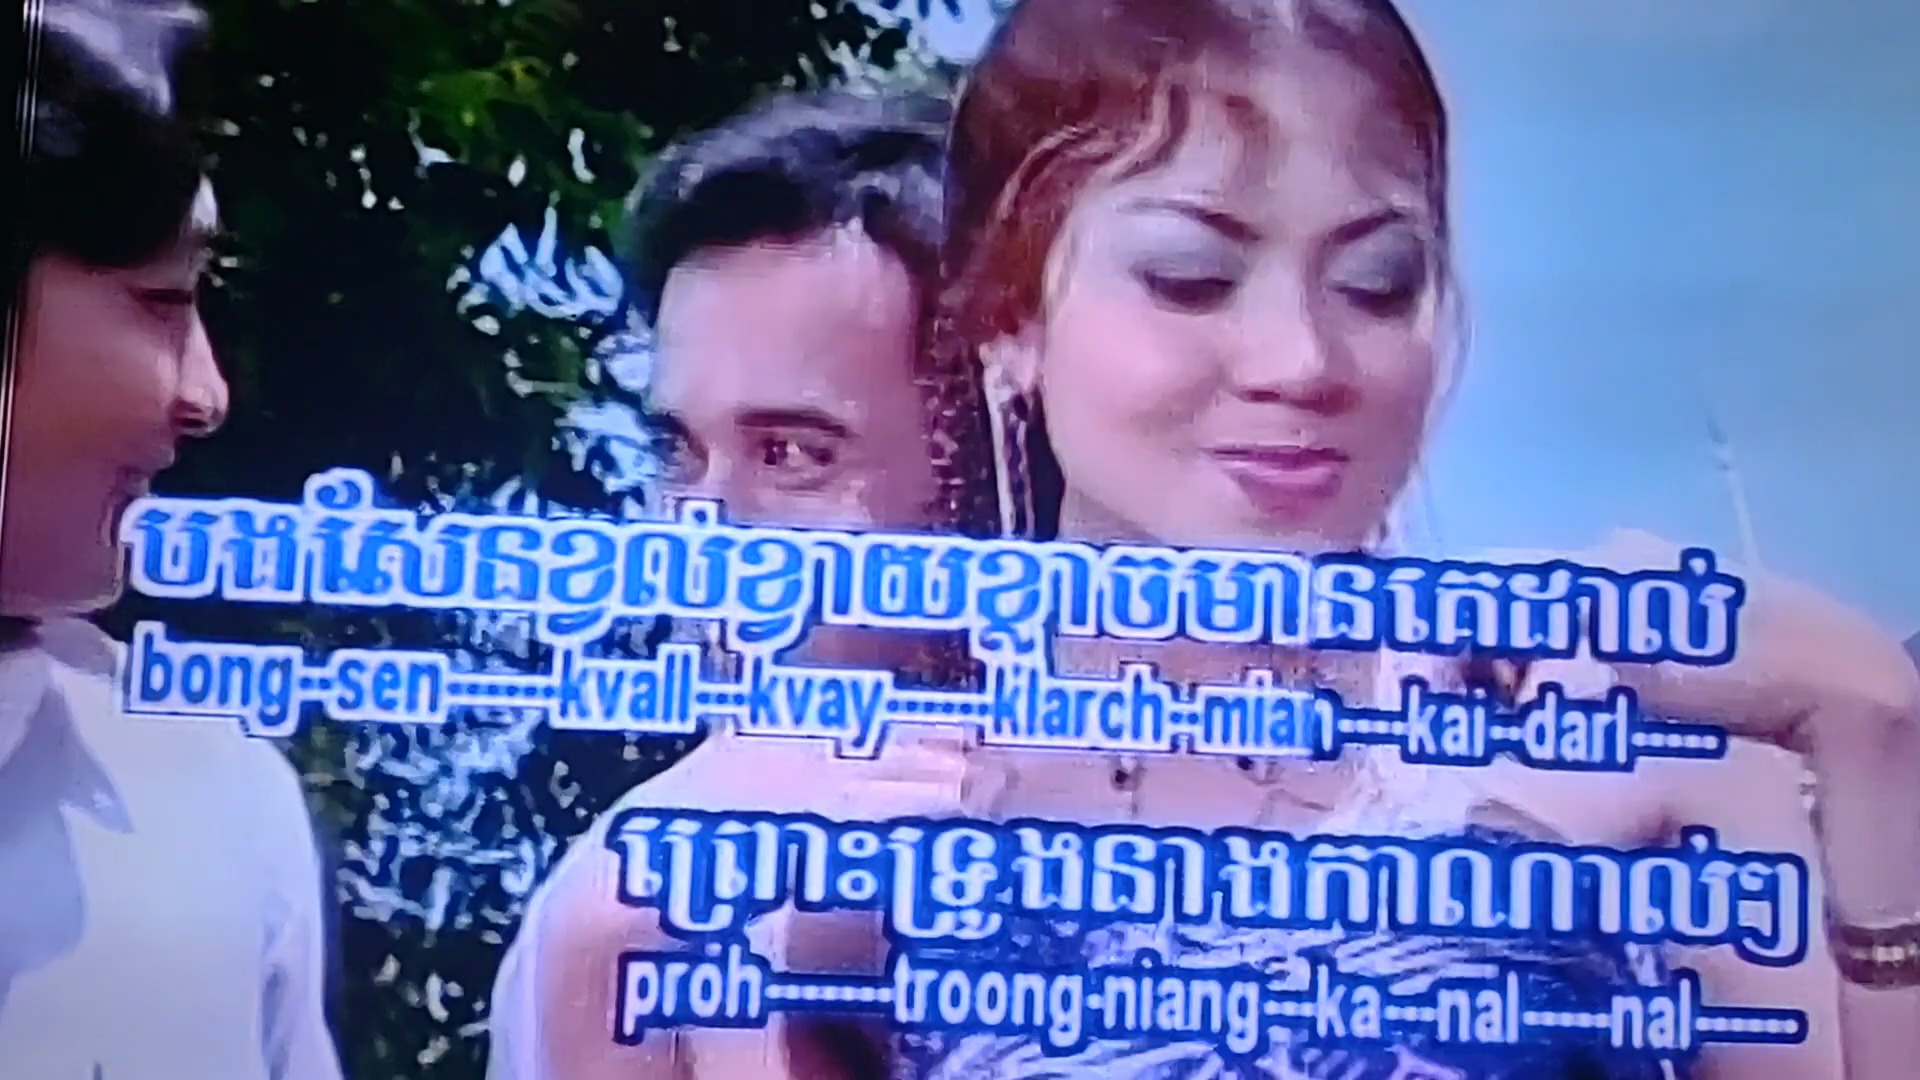 បងសែនខ្វល់ខ្វាយខ្លាចមានគេដាល់
bong--sen------kvall---kvay------klarch--mian----kai--darl-----
ព្រោះទ្រូងនាងកាណាល់ៗ
proh-----troong-niang--ka---nal-----nal------